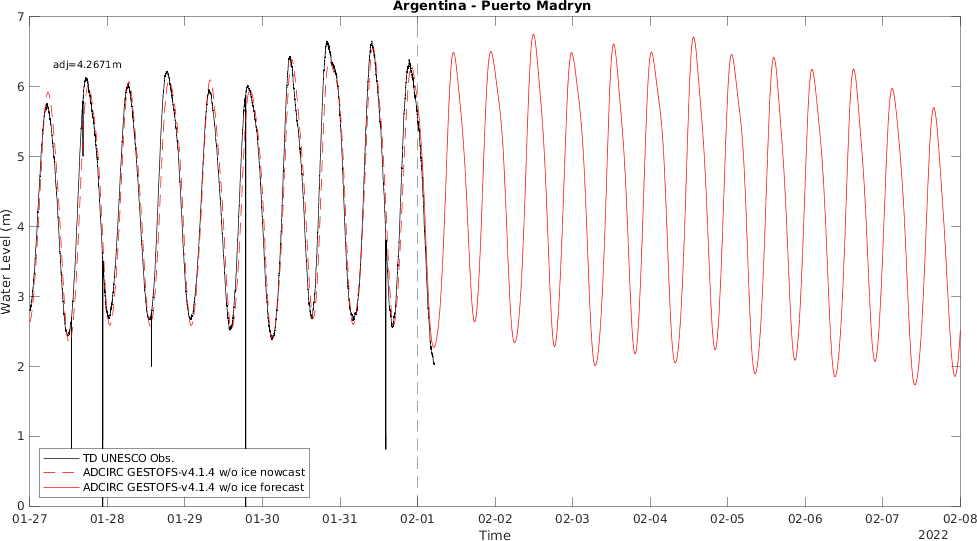 Argentina - Puerto Madryn
7
adj=4.2671m
6
5
4
Water Level (m)
3
2
1
TD UNESCO Obs.
ADCIRC GESTOFS-v4.1.4 w/o ice nowcast
ADCIRC GESTOFS-v4.1.4 w/o ice forecast
0
01-27 01-28 01-29 01-30 01-31 02-01 02-02 02-03 02-04 02-05 02-06 02-07 02-08
Time
2022